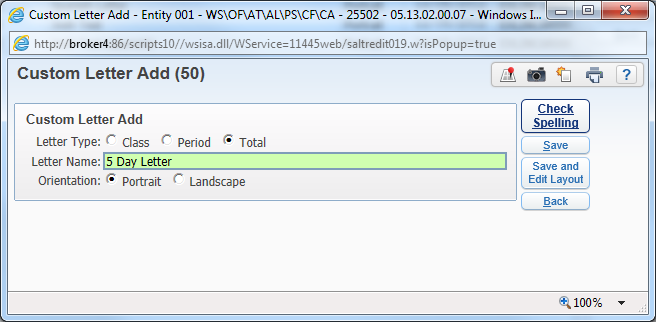 Custom Letter Add - Entity 001 - WS\OF\AT\AL\PS\CF\CA - 25502 - 05.13.02.00.07 - Windows I...
http://broker4:86/scripts10//wsisa.dll/WService=11445web/saltredit019.w?isPopup=true
Custom Letter Add (50)
?
Custom Letter Add
Letter Type: Class Period Total
Letter Name: 5 Day Letter
Orientation: Portrait Landscape
Check
Spelling
Save
Save and
Edit Layout
Back
100%